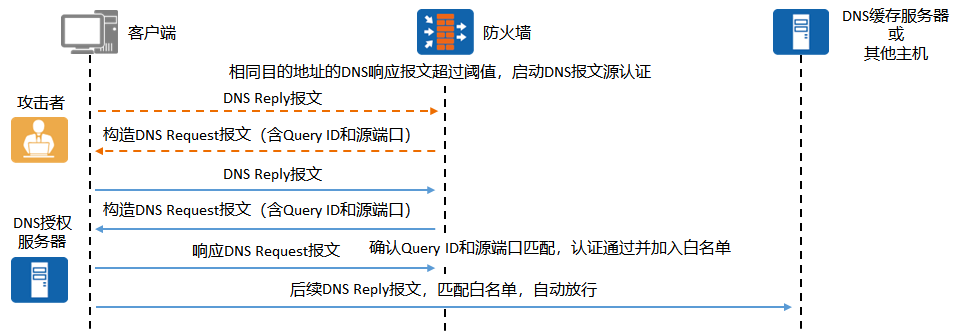 客户端
防火墙
DNS缓存服务器
或
其他主机
相同目的地址的DNS响应报文超过阈值，启动DNS报文源认证
攻击者
DNS Reply报文
构造DNS Request报文（含Query ID和源端口）
DNS Reply报文
构造DNS Request报文（含Query ID和源端口）
DNS授权
服务器
响应DNS Request报文
确认Query ID和源端口匹配，认证通过并加入白名单
后续DNS Reply报文，匹配白名单，自动放行